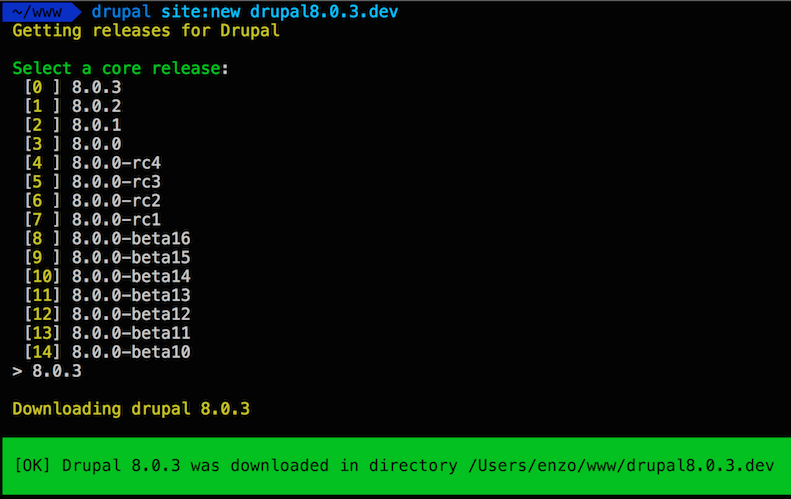 ~/www drupal site:new drupal8.0.3.dev
Getting releases for Drupal
Select a core release:
[0 ] 8.0.3
[1 ] 8.0.2
[2 ] 8.0.1
[3 ] 8.0.0
[4 ] 8.0.0-rc4
[5 ] 8.0.0-rc3
[6 ] 8.0.0-rc2
[7 ] 8.0.0-rc1
[8 ] 8.0.0-beta16
[9 ] 8.0.0-beta15
[10] 8.0.0-beta14
[11] 8.0.0-beta13
[12] 8.0.0-beta12
[13] 8.0.0-beta11
[14] 8.0.0-beta10
> 8.0.3
Downloading drupal 8.0.3
[OK] Drupal 8.0.3 was downloaded in directory /Users/enzo/www/drupal8.0.3.dev